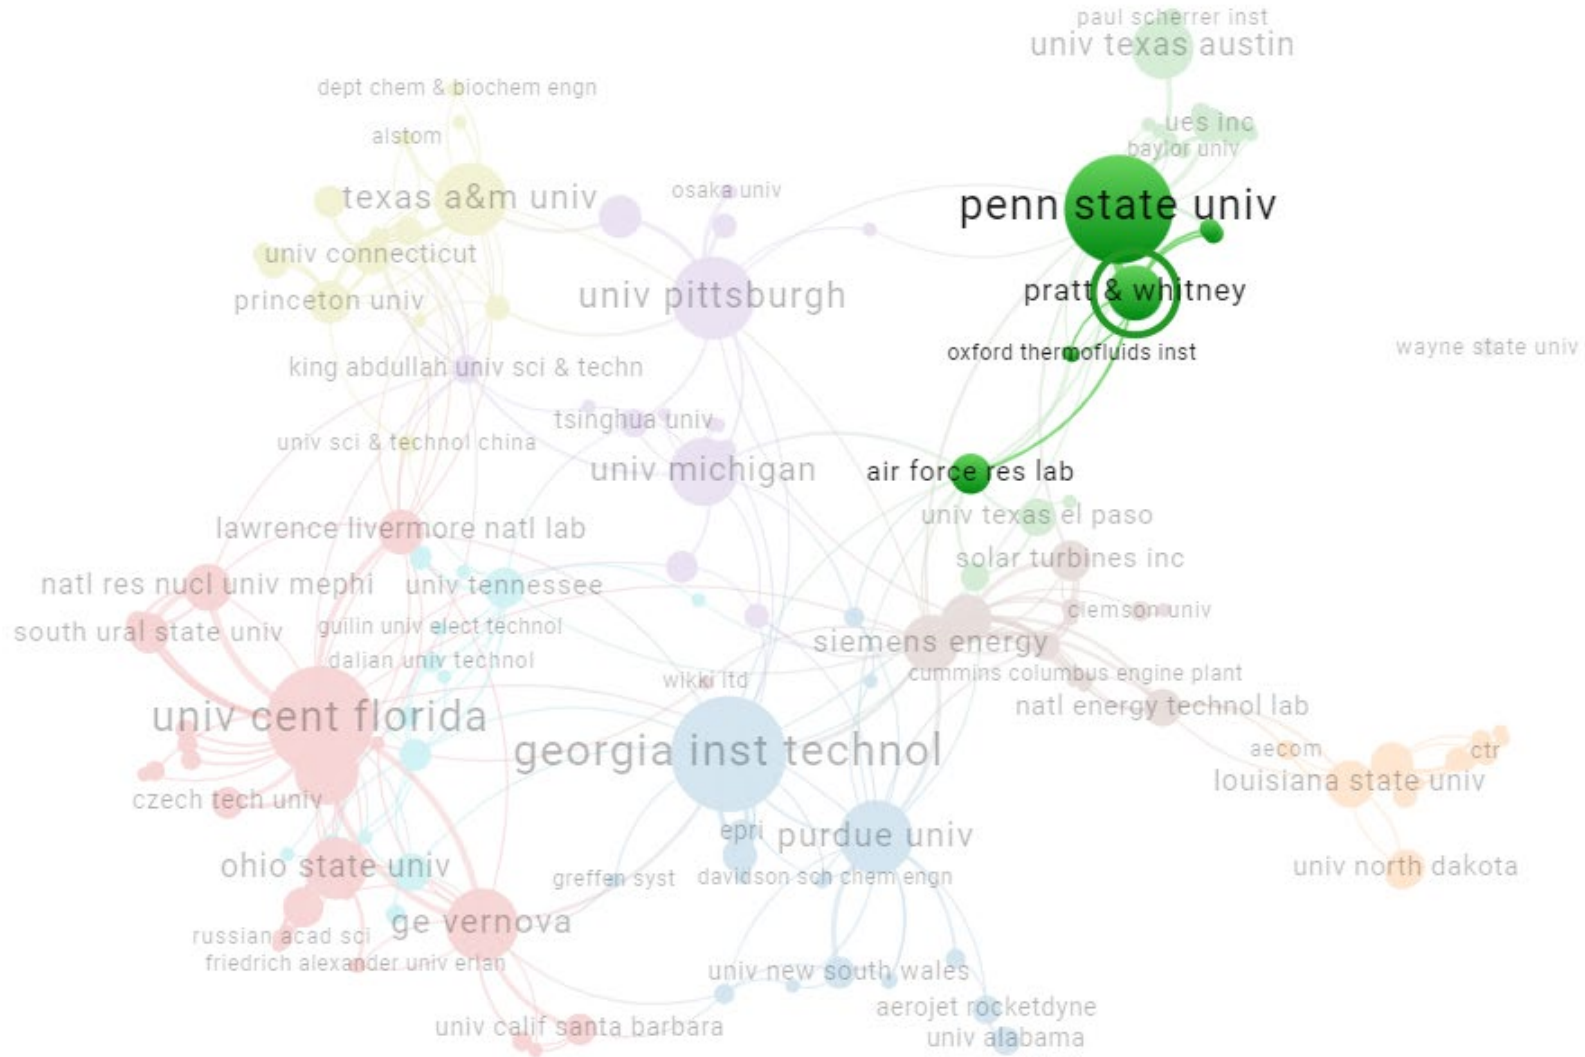 paul scherrer inst
univ texas austin
dept chem & biochem engn
ues inc
alstom
baylor univ
osaka univ
texas a&m univ
penn state univ
univ connecticut
pratt & whitney
univ pittsburgh
princeton univ
wayne state univ
oxford thermofluids inst
king abdullah univ sci & techn
tsinghua univ
univ sci & technol china
univ michigan
air force res lab
univ texas el paso
lawrence livermore natl lab
solar turbines inc
natl res nucl univ mephi
univ tennessee
clemson univ
guilin univ elect technol
south ural state univ
siemens energy
dalian univ technol
cummins columbus engine plant
wikki ltd
natl energy technol lab
univ cent florida
georgia inst technol
aecom
ctr
louisiana state univ
czech tech univ
epri
purdue univ
ohio state univ
univ north dakota
greffen syst
davidson sch chem engn
ge vernova
russian acad sci
friedrich alexander univ erlan
univ new south wales
aerojet rocketdyne
univ calif santa barbara
univ alabama